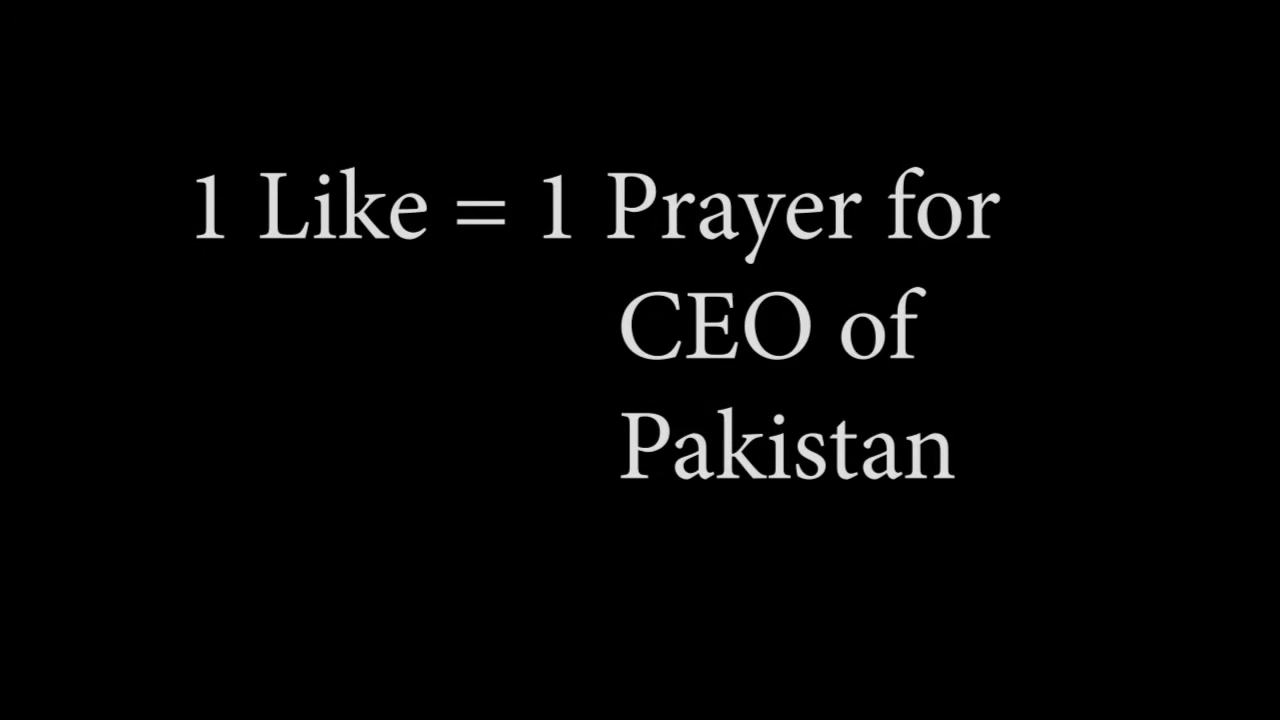 1 Like = 1 Prayer for
CEO of
Pakistan